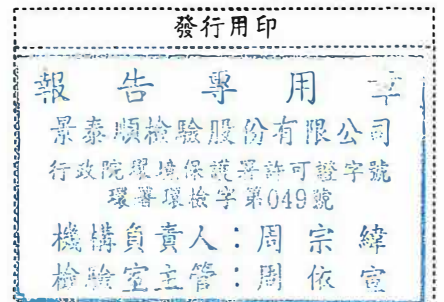 發行用印
報告專用章
景泰順檢驗股份有限公司
行政院環境保護署許可證字號
環署環檢字第049號
機構負責人：周宗緯
檢驗室主管：周依宣